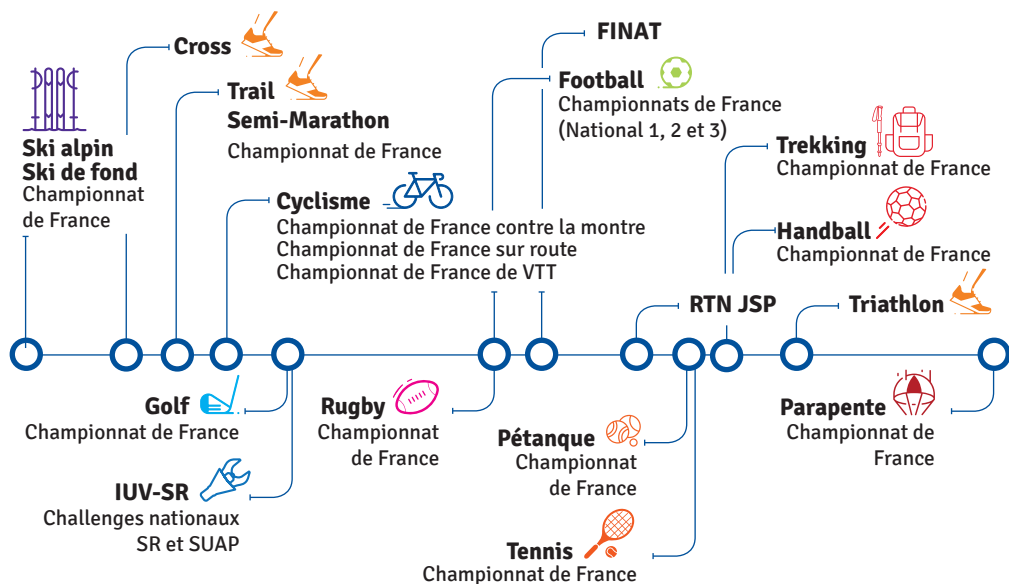 Cross
FINAT
Trail
Semi-Marathon
Championnat de France
Football
Championnats de France
(National 1, 2 et 3)
Ski alpin
Ski de fond
Championnat
de France
Trekking
Championnat de France
Cyclisme
Championnat de France contre la montre
Championnat de France sur route
Championnat de France de VTT
Handball
Championnat de France
RTN JSP
Triathlon
Golf
Championnat de France
Rugby
Championnat
de France
Parapente
Championnat de
France
Pétanque
Championnat
de France
IUV-SR
Challenges nationaux
SR et SUAP
Tennis
Championnat de France